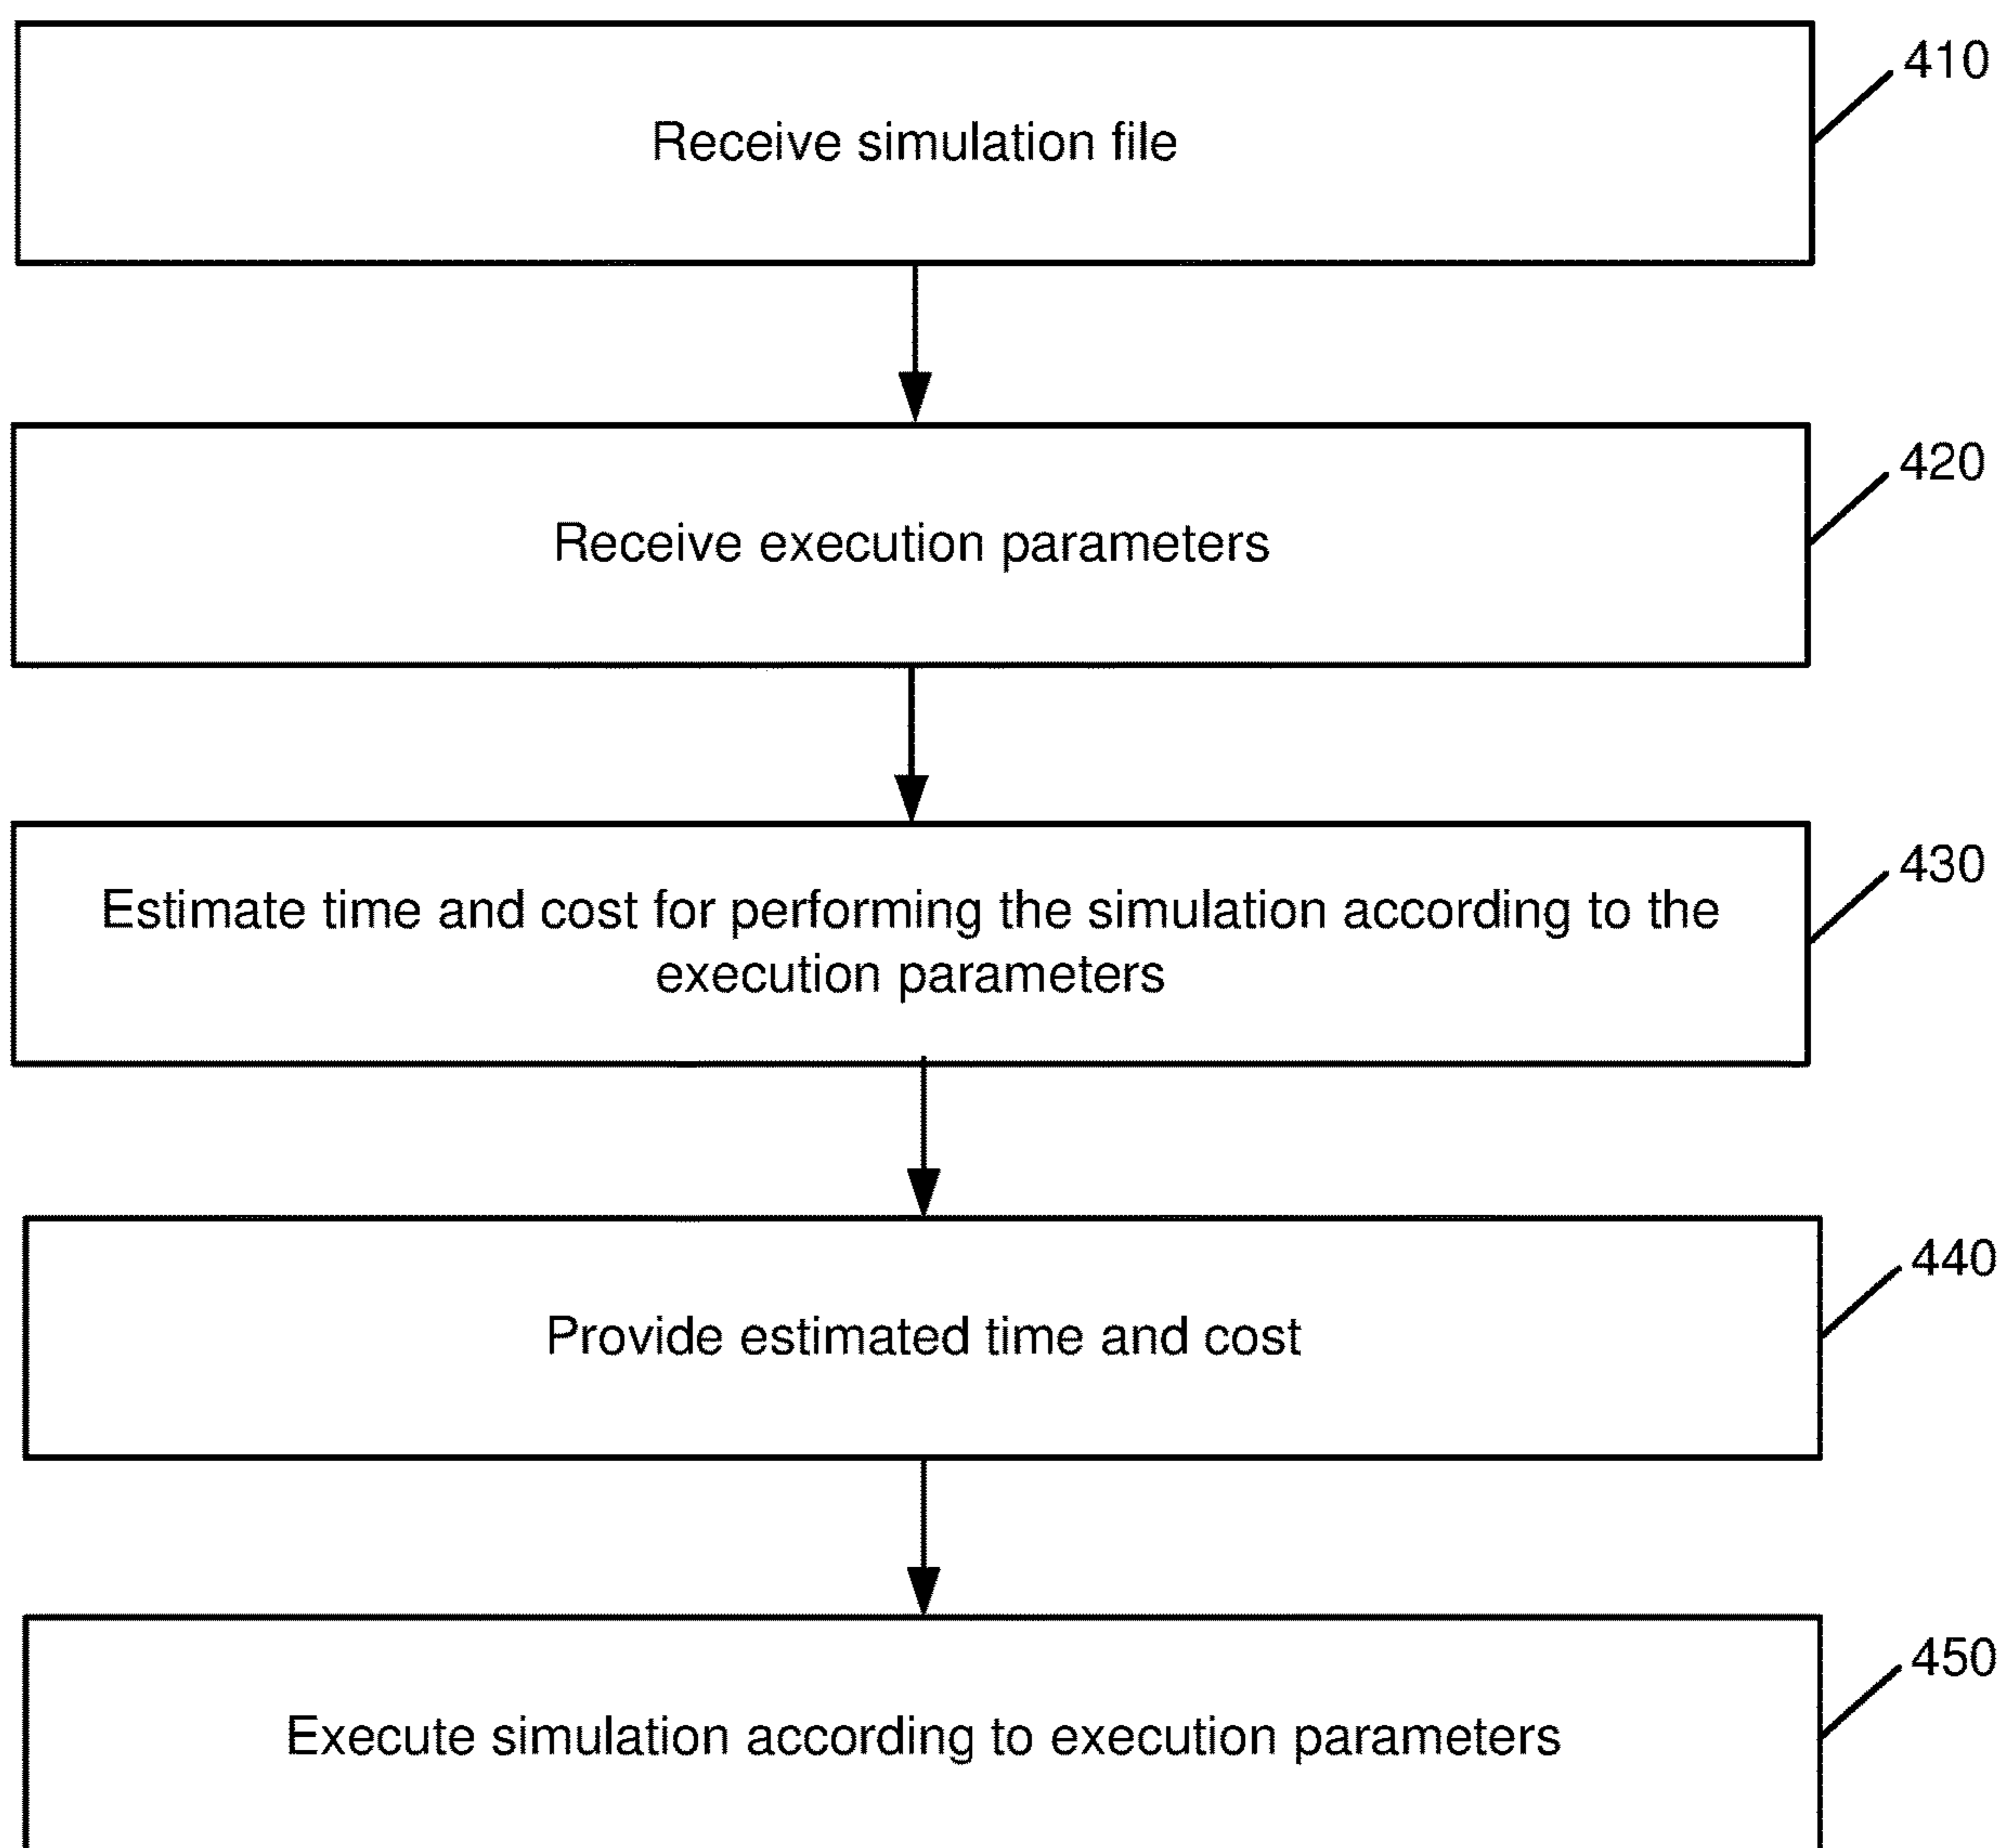 410
Receive simulation file
420
Receive execution parameters
430
Estimate time and cost for performing the simulation according to the
execution parameters
440
Provide estimated time and cost
450
Execute simulation according to execution parameters